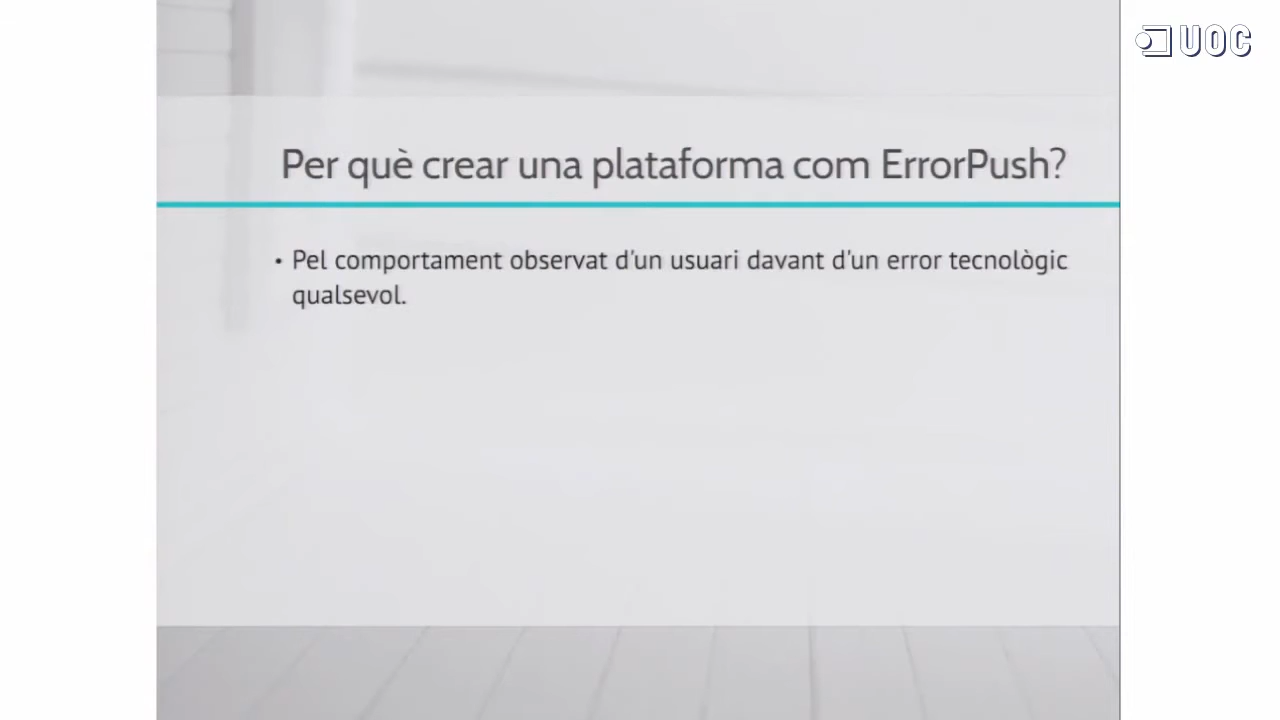 UOC
Per què crear una plataforma com ErrorPush?
• Pel comportament observat d'un usuari davant d'un error tecnològic
qualsevol.